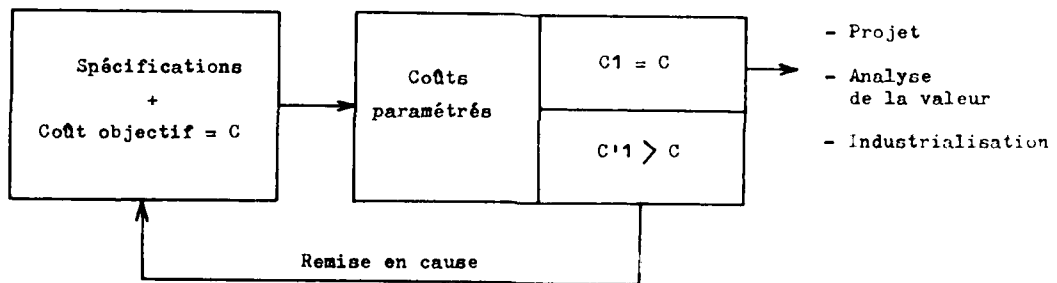 Spécifications
+
Coût objectif = C
Coûts
paramétrés
C1 = C
C'1 > C
- Projet
- Analyse
de la valeur
- Industrialisation
Remise en cause